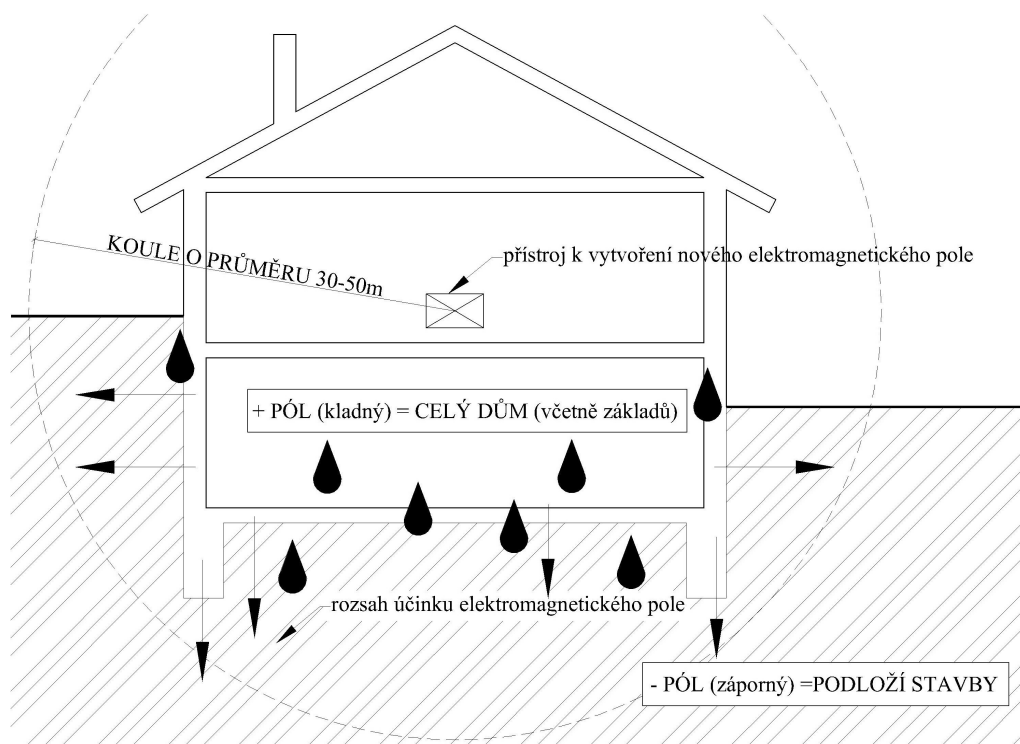 KOULE O PRŮMĚRU 30-50m
přístroj k vytvoření nového elektromagnetického pole
+ PÓL (kladný) = CELÝ DŮM (včetně základů)
rozsah účinku elektromagnetického pole
- PÓL (záporný) =PODLOŽÍ STAVBY